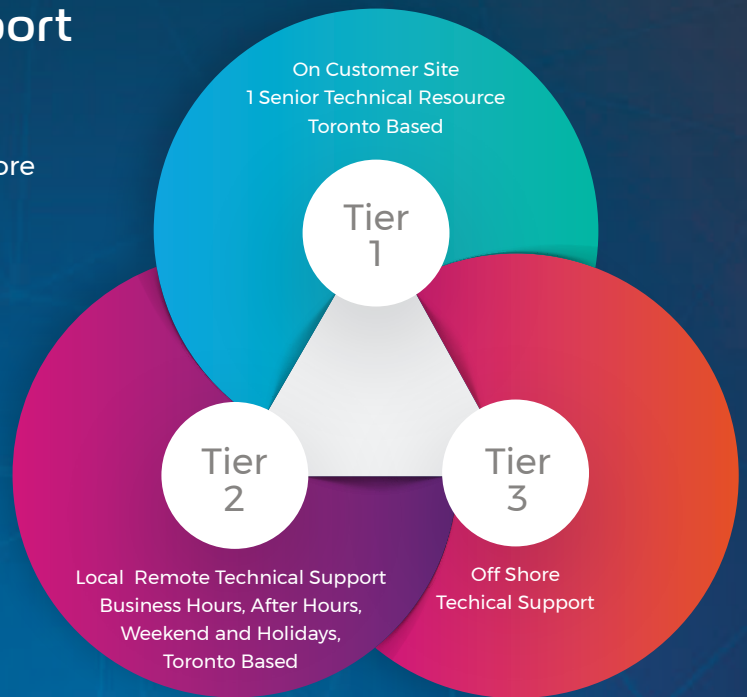 port
ore
On Customer Site
1 Senior Technical Resource
Toronto Based
Tier
1
Tier
2
Tier
3
Local Remote Technical Support
Business Hours, After Hours,
Weekend and Holidays,
Toronto Based
Off Shore
Techical Support